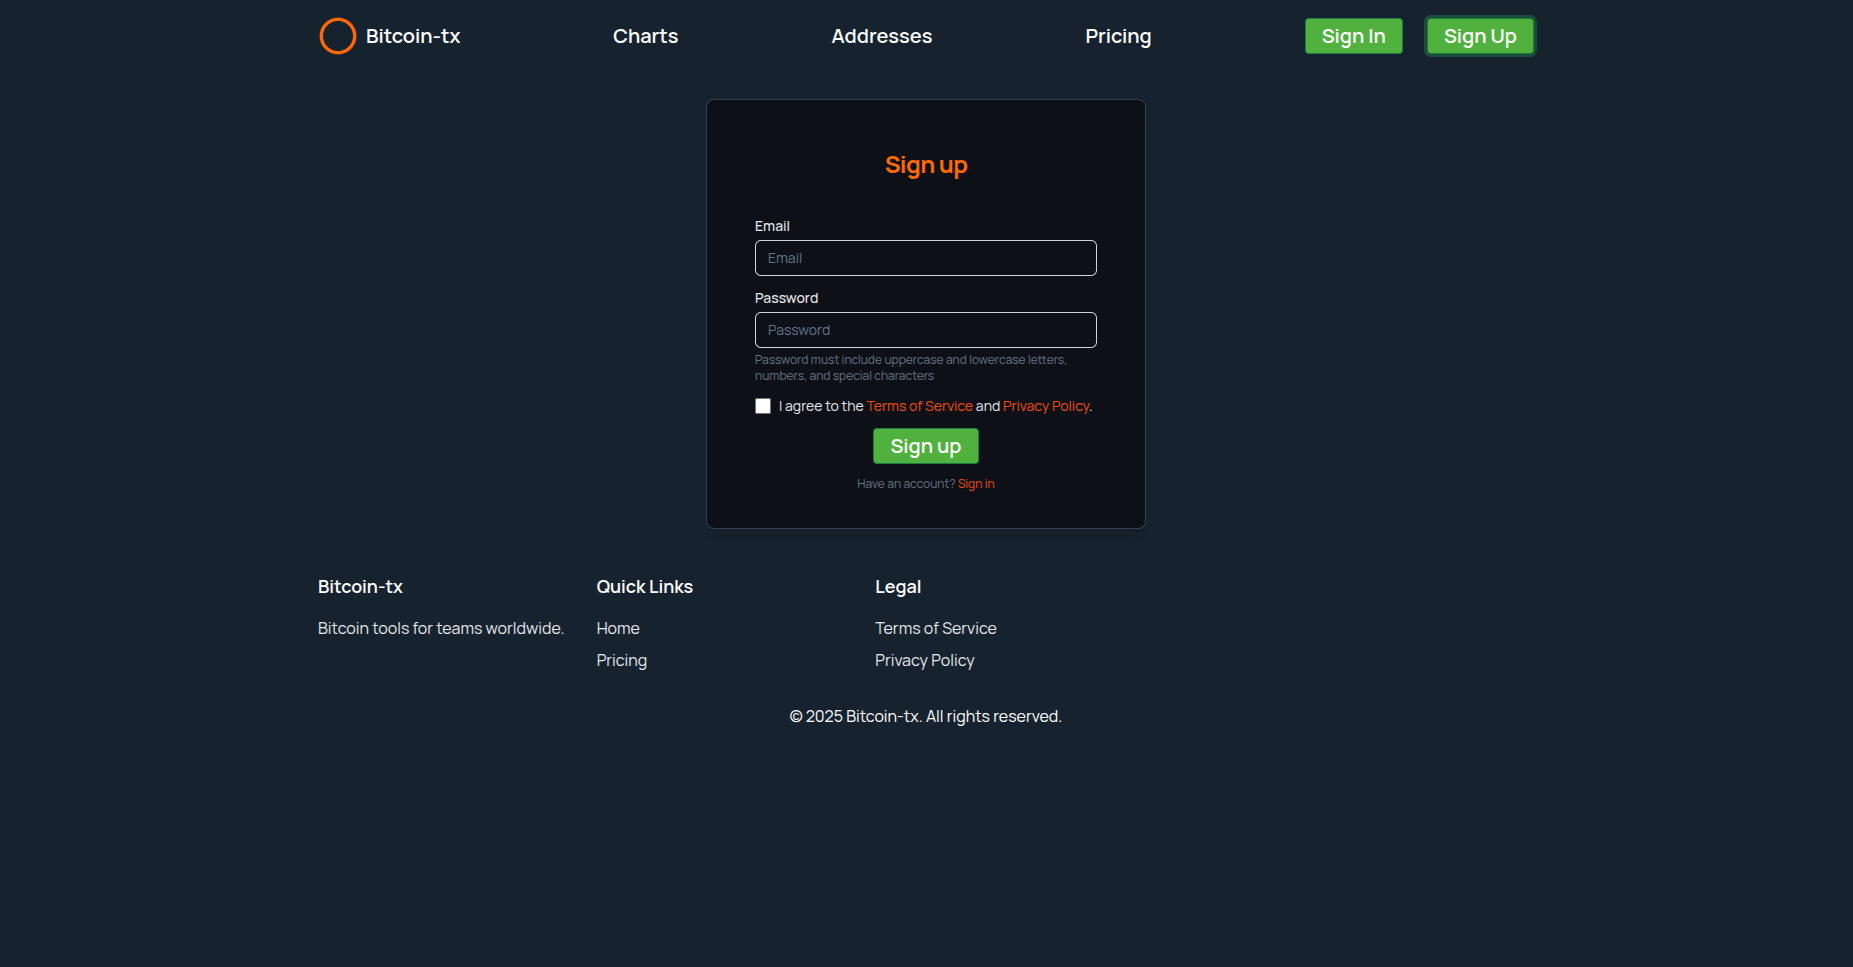 Bitcoin-tx
Charts
Addresses
Pricing
Sign In
Sign Up
Sign up
Email
Email
Password
Password
Password must include uppercase and lowercase letters,
numbers, and special characters
I agree to the Terms of Service and Privacy Policy.
Sign up
Have an account? Sign in
Bitcoin-tx
Bitcoin tools for teams worldwide.
Quick Links
Home
Pricing
Legal
Terms of Service
Privacy Policy
© 2025 Bitcoin-tx. All rights reserved.